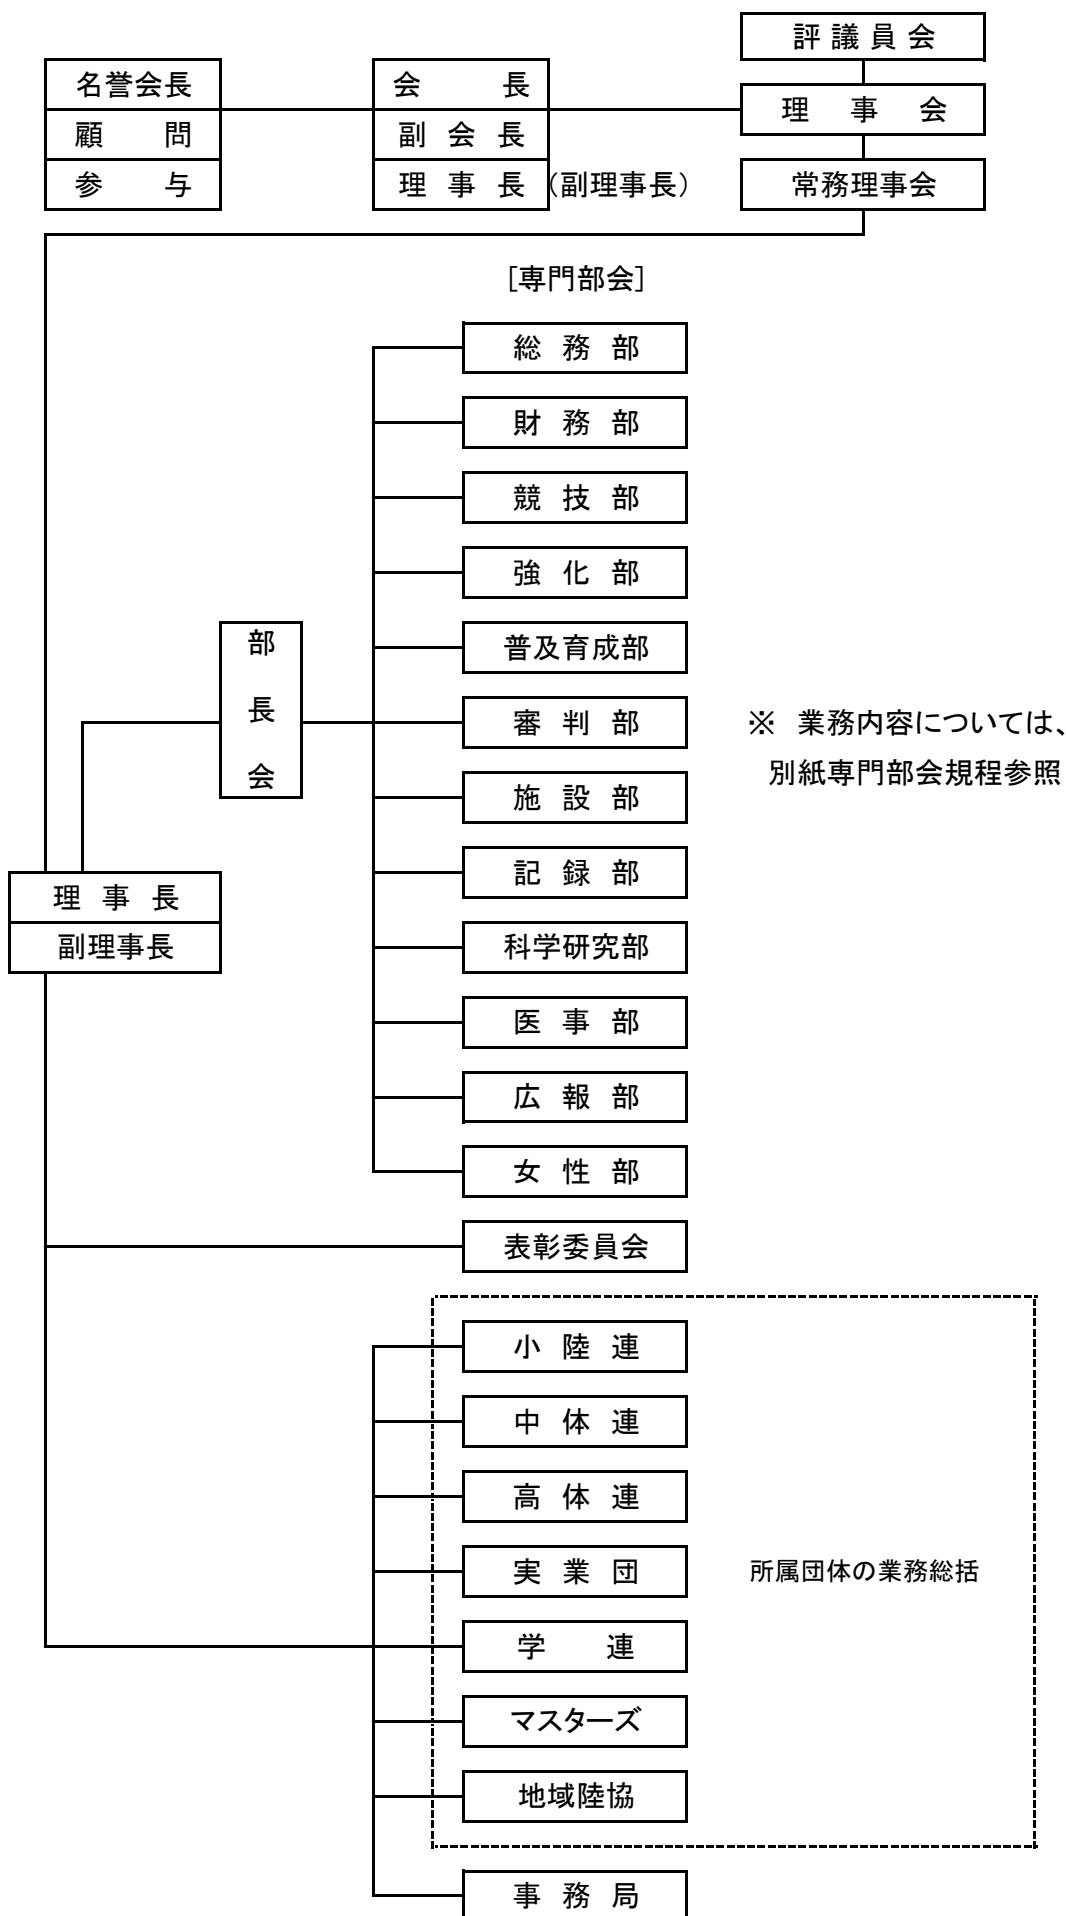 評議員会
名誉会長
会長
理事会
顧問
副会長
参与
理事長（副理事長）
常務理事会
[専門部会]
総務部
財務部
競技部
強化部
部長会
普及育成部
審判部
※ 業務内容については、
別紙専門部会規程参照
施設部
記録部
理事長
副理事長
科学研究部
医事部
広報部
女性部
表彰委員会
小陸連
中体連
高体連
実業団
所属団体の業務総括
学連
マスターズ
地域陸協
事務局